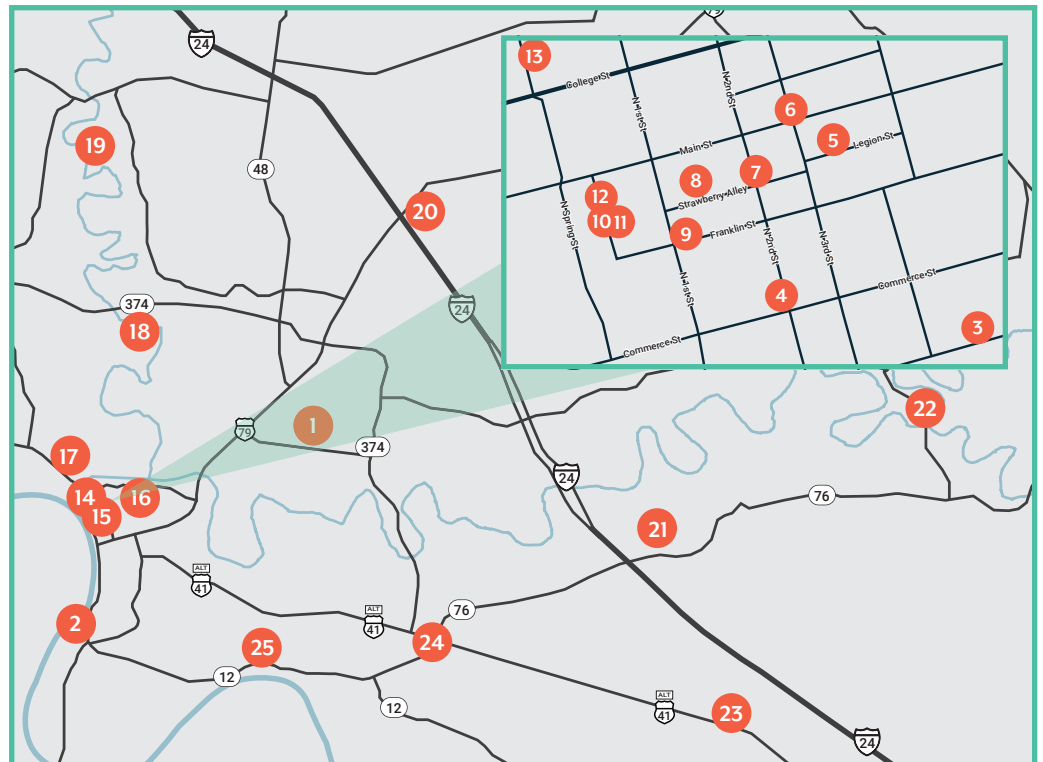 79
24
13
College St
N 1st St
N 2nd St
6
5
Legion St
Main St
19
48
8
7
Strawberry Alley
12
10
11
20
9
Franklin St
N Spring St
N 2nd St
N 3rd St
N 1st St
4
Commerce St
3
Commerce St
374
18
24
22
1
79
374
17
14
16
15
24
76
21
ALT
41
ALT
41
76
2
24
25
12
12
ALT
41
23
24